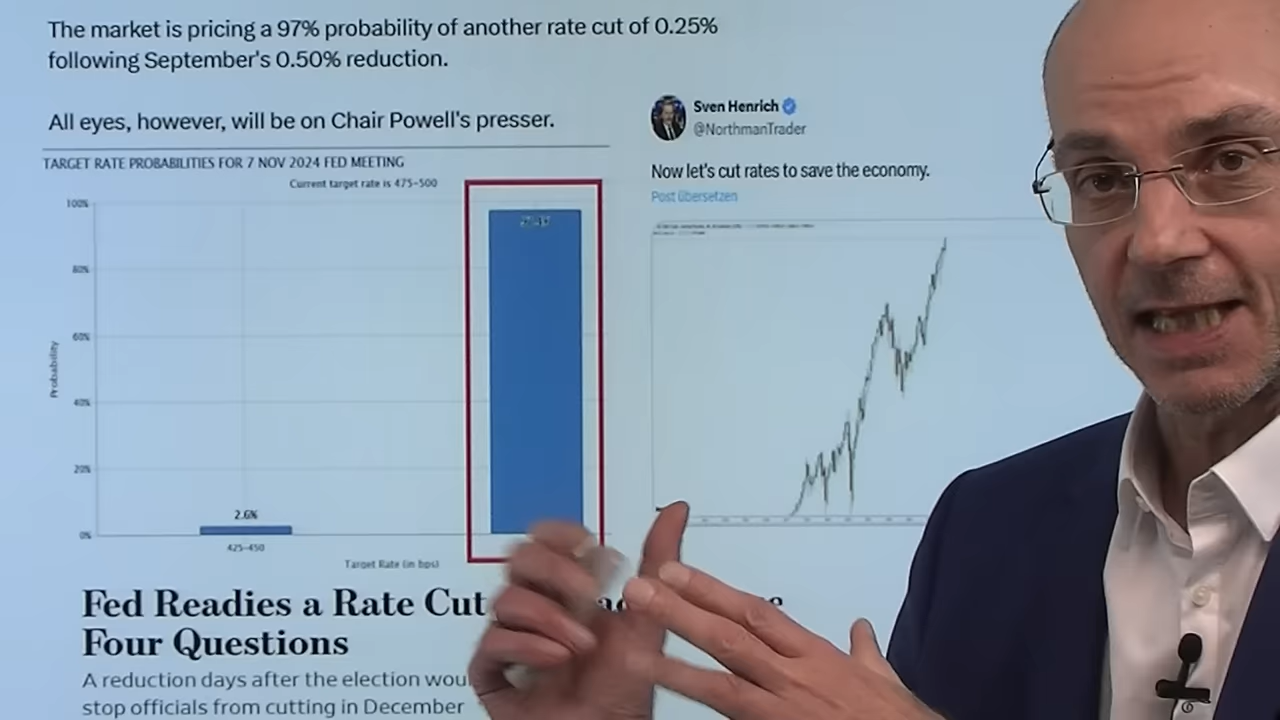 The market is pricing a 97% probability of another rate cut of 0.25%
following September's 0.50% reduction.
All eyes, however, will be on Chair Powell's presser.
TARGET RATE PROBABILITIES FOR 7 NOV 2024 FED MEETING
Current target rate is 475–500
100%
80%
60%
40%
20%
0%
Probability
2.6%
425–450
Target Rate (in bps)
Sven Henrich
@NorthmanTrader
Now let's cut rates to save the economy.
Post übersetzen
Fed Readies a Rate Cut
Four Questions
A reduction days after the election
stop officials from cutting in December